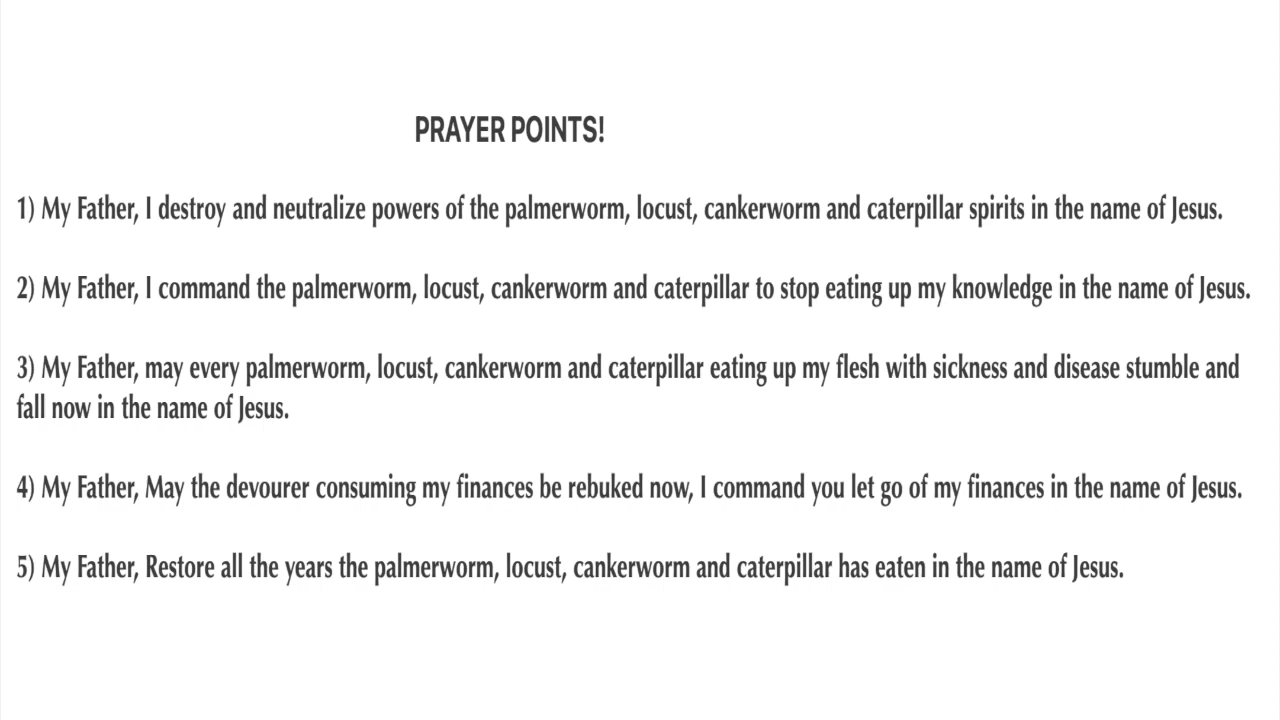 PRAYER POINTS!
1) My Father, I destroy and neutralize powers of the palmerworm, locust, cankerworm and caterpillar spirits in the name of Jesus.
2) My Father, I command the palmerworm, locust, cankerworm and caterpillar to stop eating up my knowledge in the name of Jesus.
3) My Father, may every palmerworm, locust, cankerworm and caterpillar eating up my flesh with sickness and disease stumble and
fall now in the name of Jesus.
4) My Father, May the devourer consuming my finances be rebuked now, I command you let go of my finances in the name of Jesus.
5) My Father, Restore all the years the palmerworm, locust, cankerworm and caterpillar has eaten in the name of Jesus.